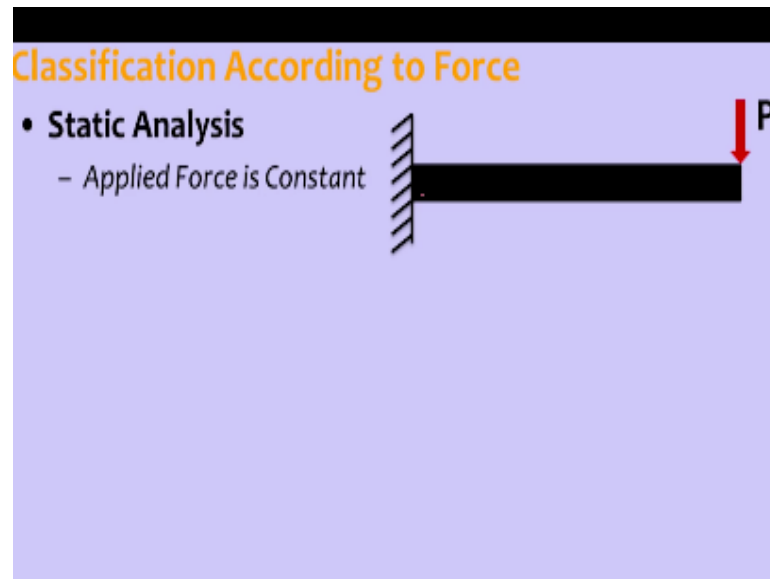 Classification According to Force
• Static Analysis
P
– Applied Force is Constant